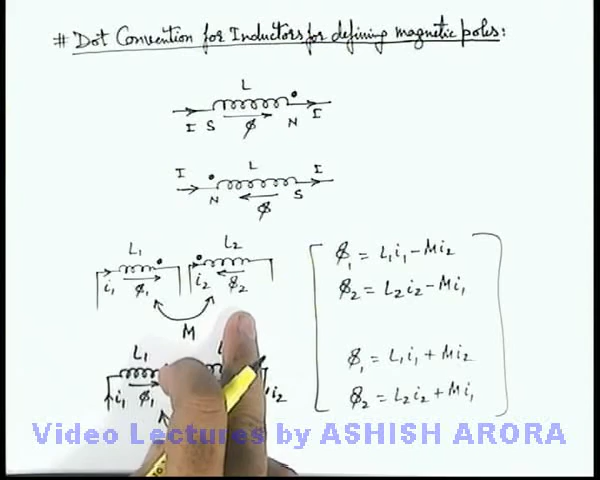 # Dot Convention for Inductors for defining magnetic poles:
L
I S ϕ N I
I L I
N ϕ S
L₁ L₂
i₁ ϕ₁ i₂ ϕ₂
M
L₁
i₁ ϕ₁ i₂
ϕ₁ = L₁i₁ - Mi₂
ϕ₂ = L₂i₂ - Mi₁
ϕ₁ = L₁i₁ + Mi₂
ϕ₂ = L₂i₂ + Mi₁
Video Lectures by ASHISH ARORA